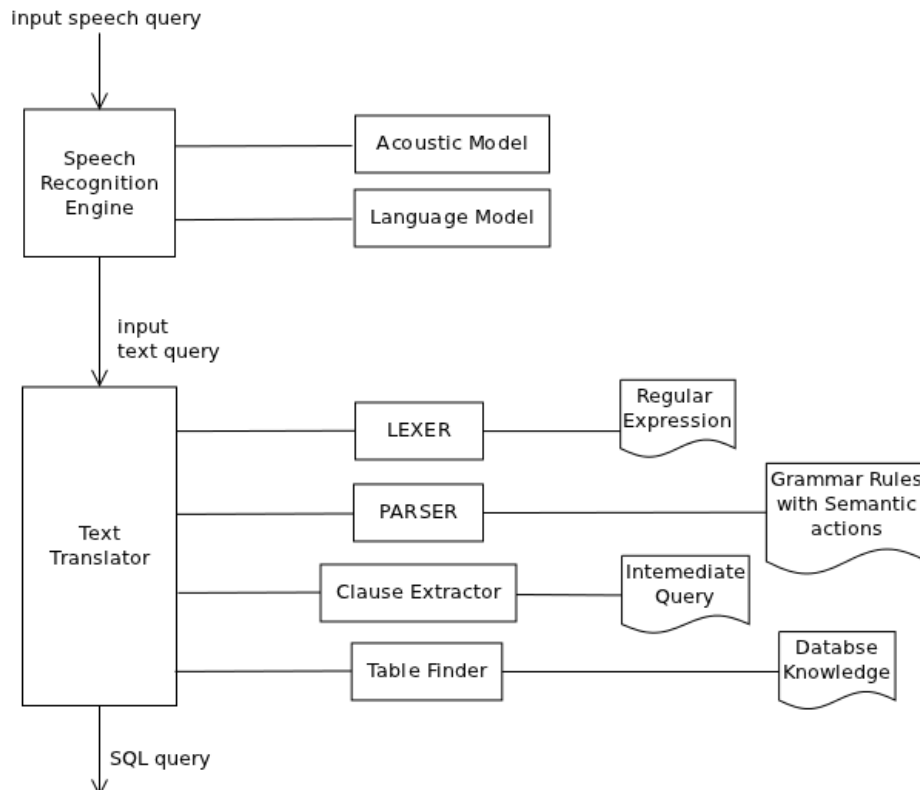 input speech query
Speech
Recognition
Engine
Acoustic Model
Language Model
input
text query
Text
Translator
LEXER
Regular
Expression
PARSER
Grammar Rules
with Semantic
actions
Clause Extractor
Intemediate
Query
Table Finder
Databse
Knowledge
SQL query